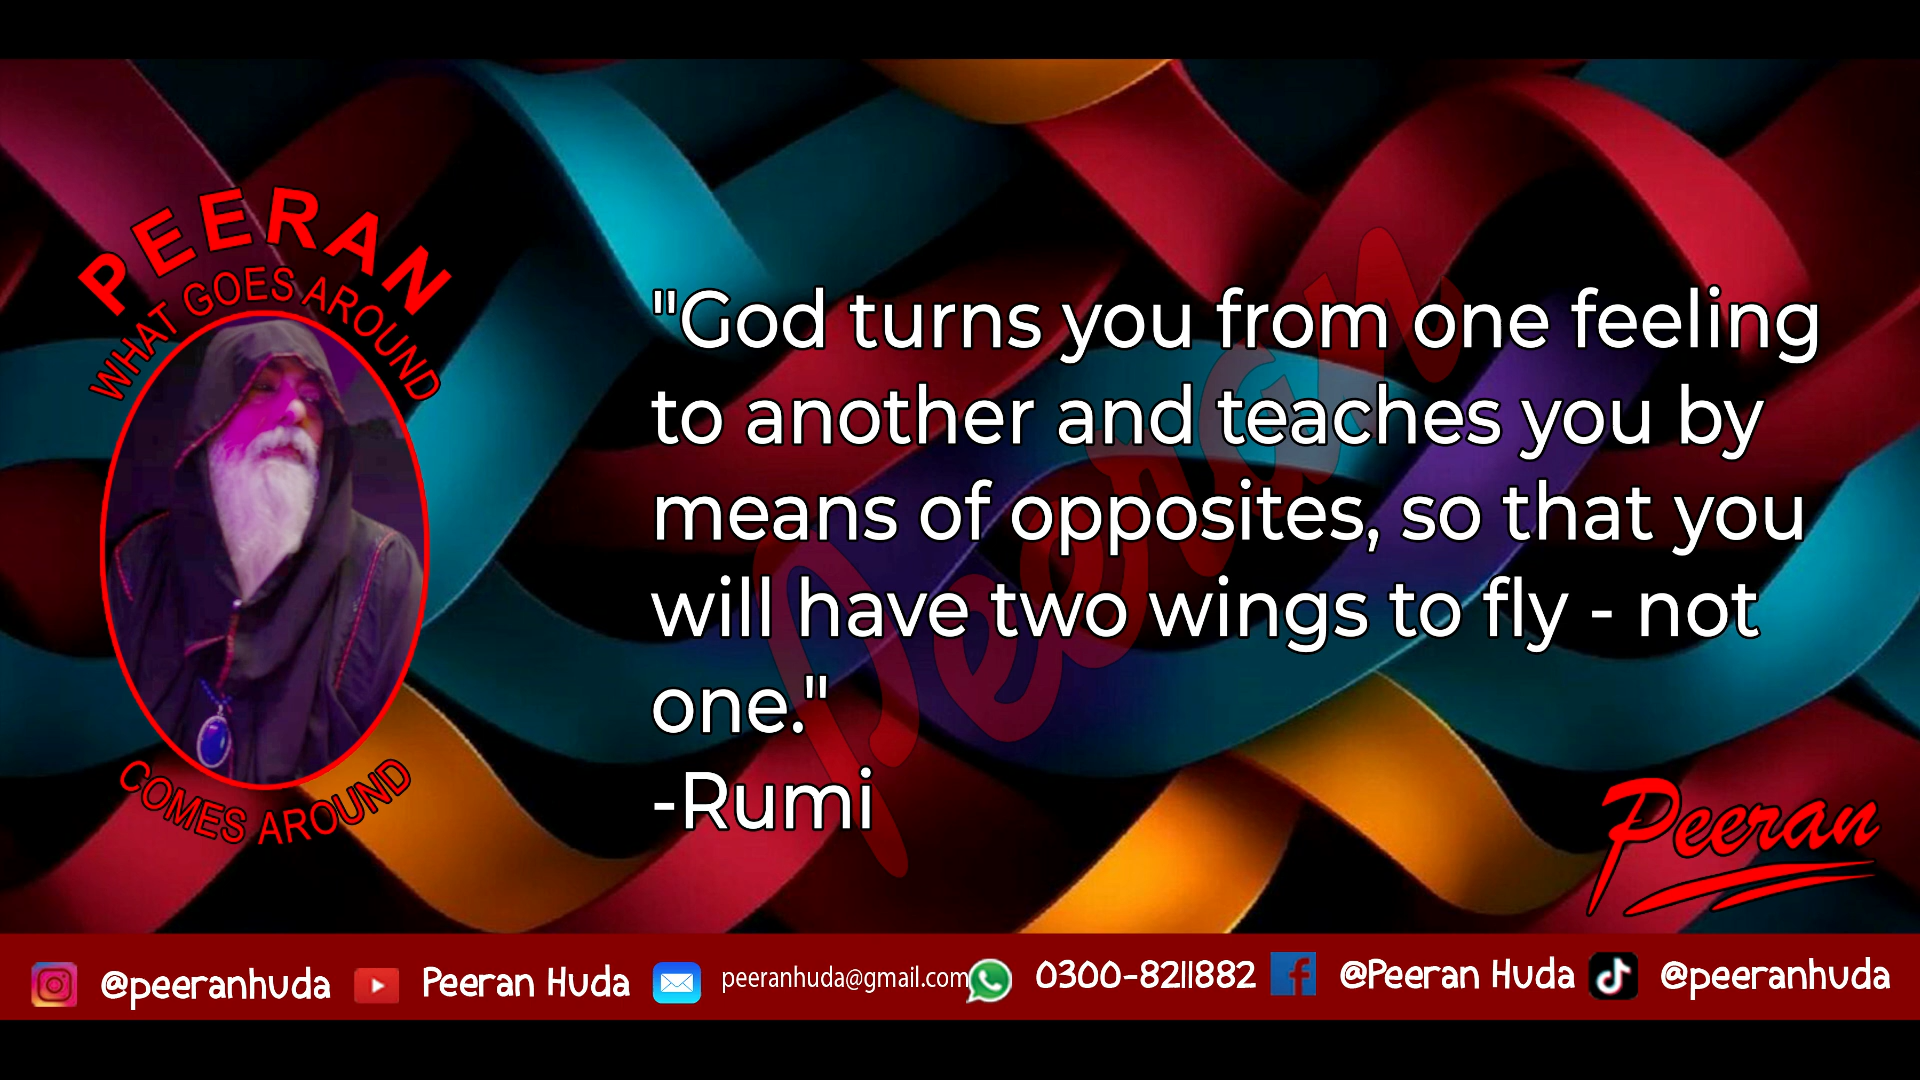 PEERAN
WHAT GOES AROUND
COMES AROUND
"God turns you from one feeling
to another and teaches you by
means of opposites, so that you
will have two wings to fly - not
one."
-Rumi
Peeran
Peeran
@peeranhuda
Peeran Huda
peeranhuda@gmail.com
0300-8211882
@Peeran Huda
@peeranhuda